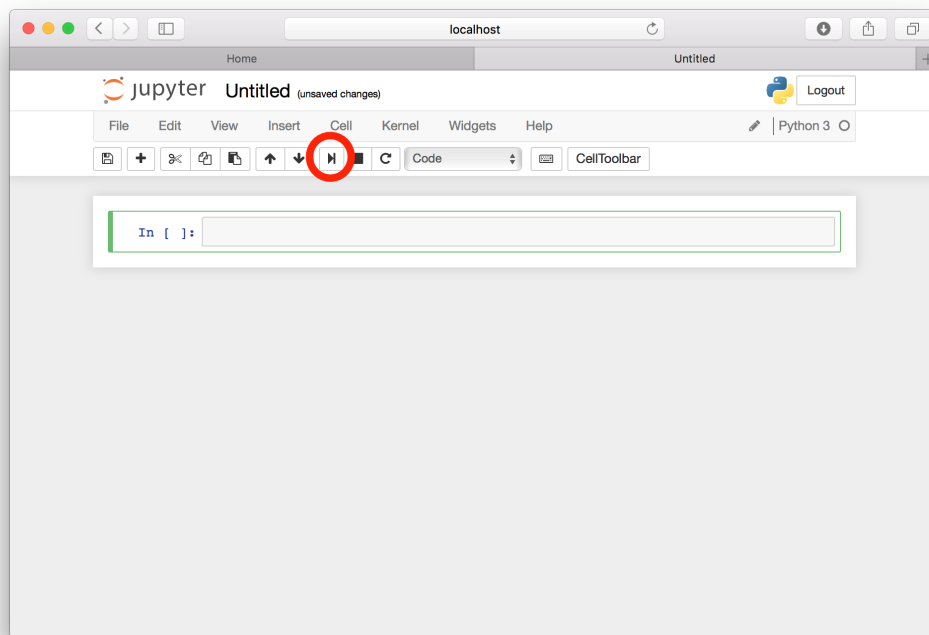 localhost
Home Untitled
jupyter Untitled (unsaved changes) Logout
File Edit View Insert Cell Kernel Widgets Help Python 3
Code CellToolbar
In [ ]: